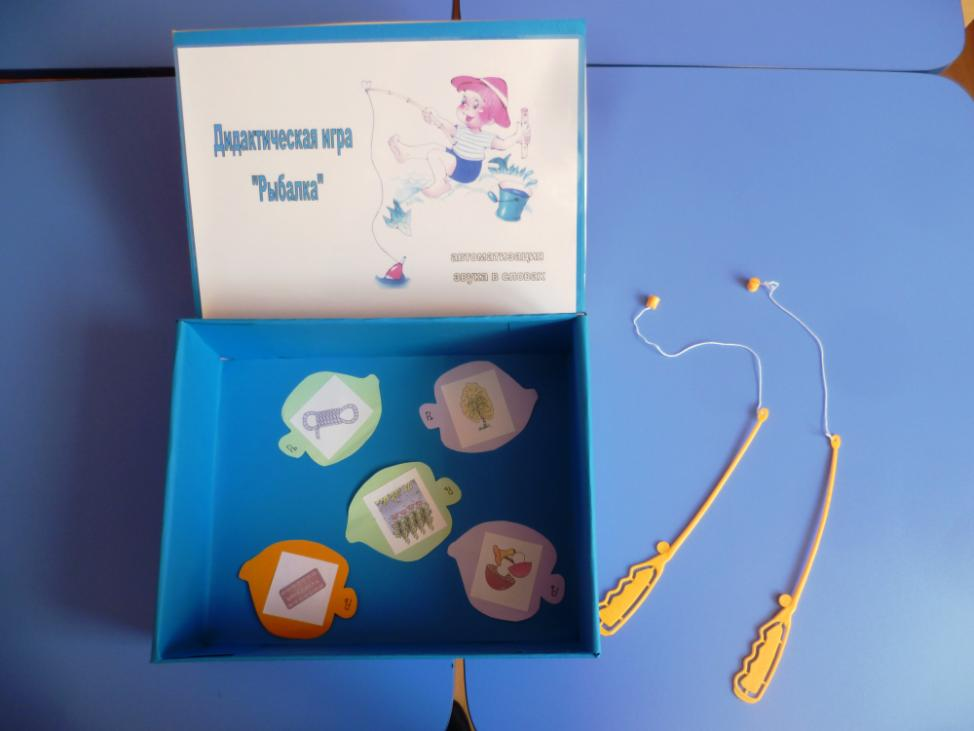 Дидактическая игра
"Рыбалка"
автоматизация
звука в словах